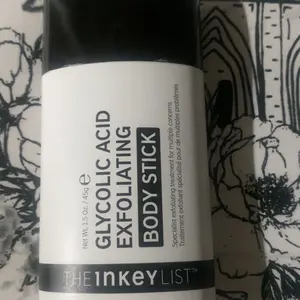 GLYCOLIC ACID
EXFOLIATING
BODY STICK
Net Wt. 1.5 Oz. / 45g e
Specialist exfoliating treatment for multiple concerns.
Traitement exfoliant spécialisé pour de multiples problèmes
THE INKEY LIST™